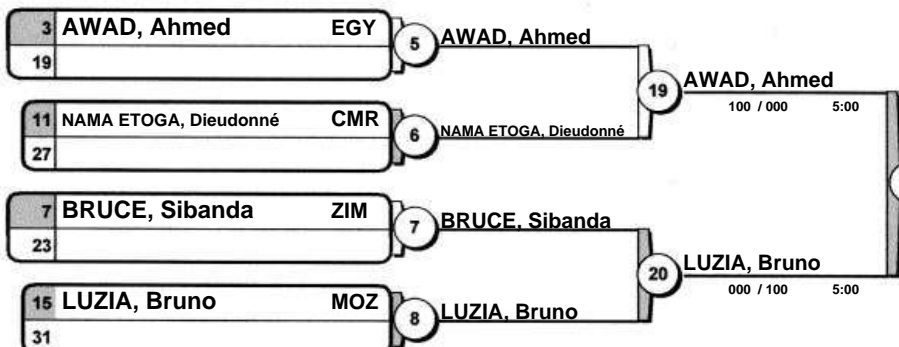 3 AWAD, Ahmed EGY
19
5 AWAD, Ahmed
11 NAMA ETOGA, Dieudonné CMR
27
6 NAMA ETOGA, Dieudonné
19 AWAD, Ahmed
100 / 000 5:00
7 BRUCE, Sibanda ZIM
23
7 BRUCE, Sibanda
15 LUZIA, Bruno MOZ
31
8 LUZIA, Bruno
20 LUZIA, Bruno
000 / 100 5:00